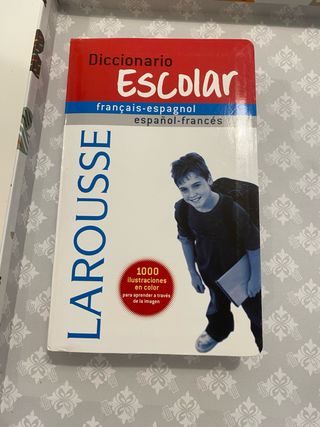 Diccionario
Escolar
français-espagnol
español-francés
LAROUSSE
1000
ilustraciones
en color
para aprender a través
de la imagen